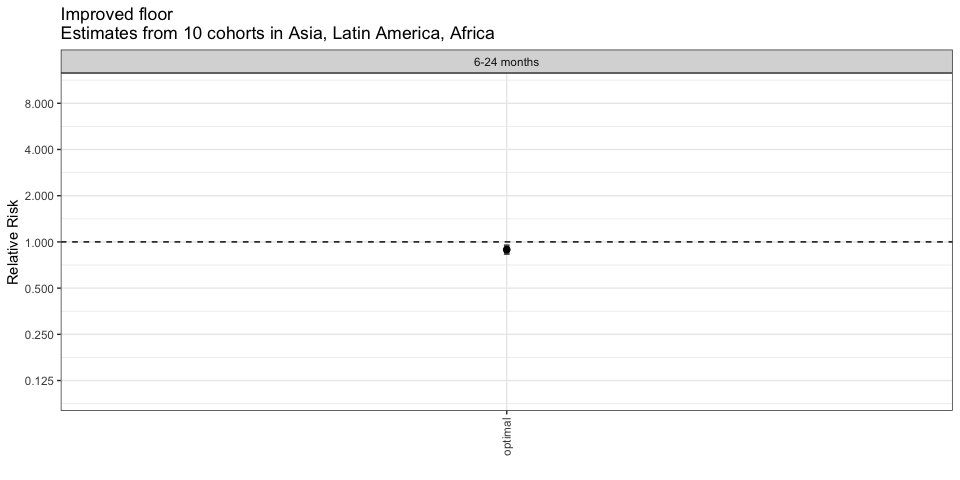 Improved floor
Estimates from 10 cohorts in Asia, Latin America, Africa
6-24 months
Relative Risk
8.000
4.000
2.000
1.000
0.500
0.250
0.125
optimal